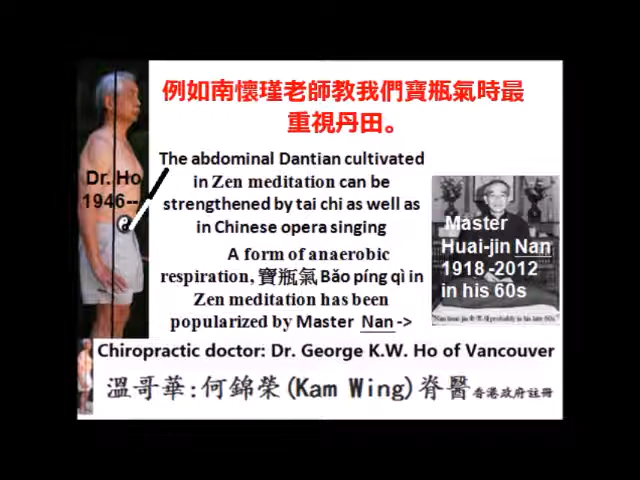 例如南懷瑾老師教我們寶瓶氣時最
重視丹田。
The abdominal Dantian cultivated
in Zen meditation can be
strengthened by tai chi as well as
in Chinese opera singing
A form of anaerobic
respiration, 寶瓶氣 Bǎo píng qì in
Zen meditation has been
popularized by Master Nan ->
Dr. Ho
1946--
Master
Huai-jin Nan
1918 -2012
in his 60s
Chiropractic doctor: Dr. George K.W. Ho of Vancouver
溫哥華:何錦榮(Kam Wing)脊醫香港政府註冊